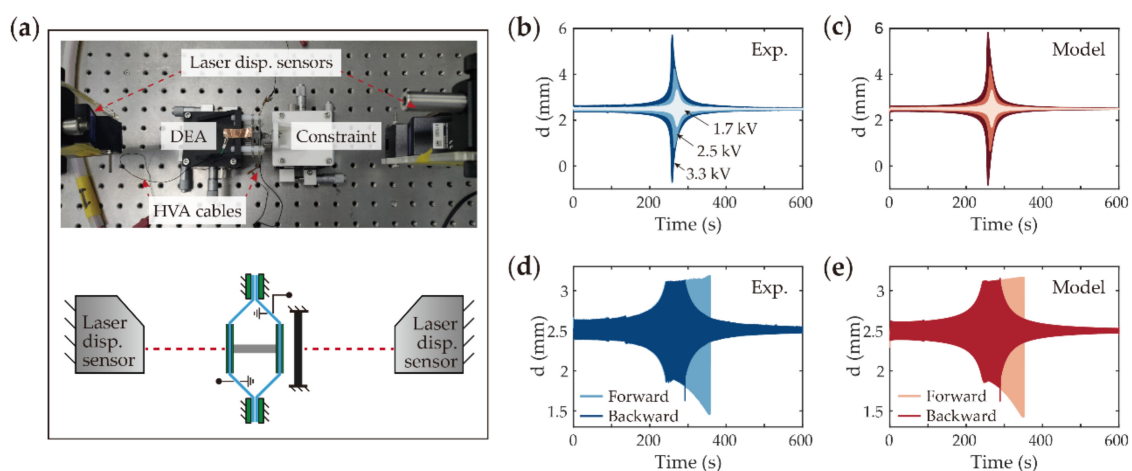 (a)
Laser disp. sensors
DEA
Constraint
HVA cables
Laser
disp.
sensor
Laser
disp.
sensor
(b)
Exp.
d (mm)
6
4
2
0
1.7 kV
2.5 kV
3.3 kV
0 200 400 600
Time (s)
(c)
Model
d (mm)
6
4
2
0
0 200 400 600
Time (s)
(d)
Exp.
d (mm)
3
2.5
2
1.5
Forward
Backward
0 200 400 600
Time (s)
(e)
Model
d (mm)
3
2.5
2
1.5
Forward
Backward
0 200 400 600
Time (s)